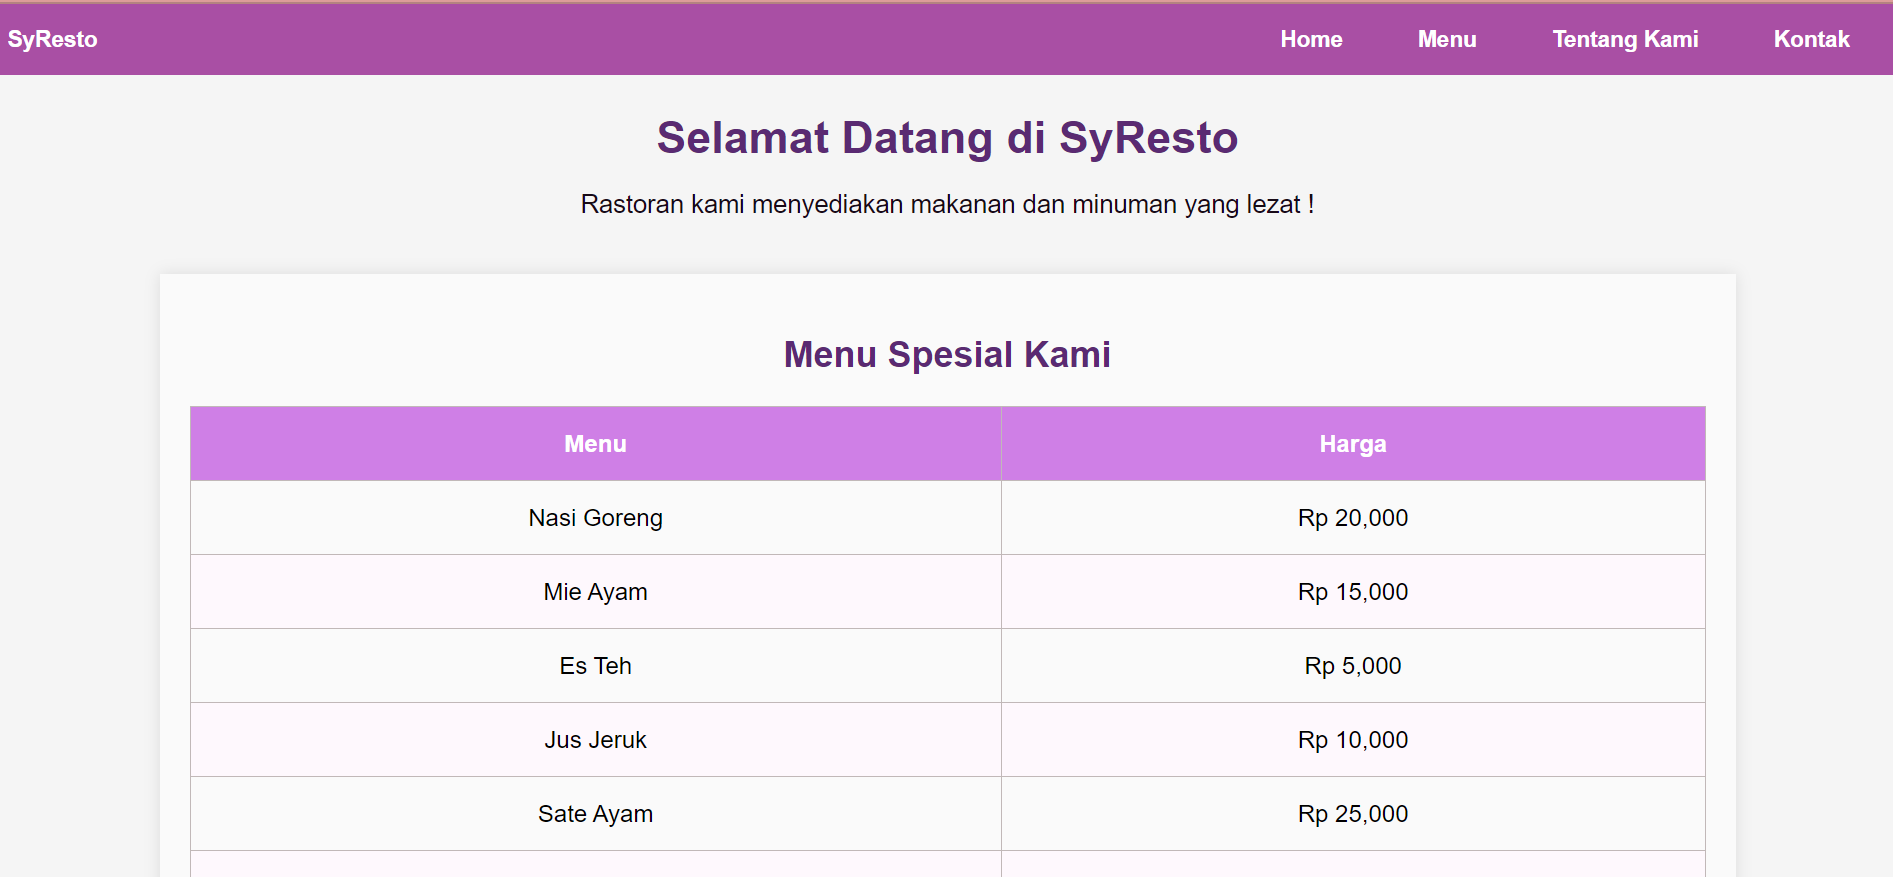 SyResto Home Menu Tentang Kami Kontak
Selamat Datang di SyResto
Rastoran kami menyediakan makanan dan minuman yang lezat !
Menu Spesial Kami
Menu Harga
Nasi Goreng Rp 20,000
Mie Ayam Rp 15,000
Es Teh Rp 5,000
Jus Jeruk Rp 10,000
Sate Ayam Rp 25,000